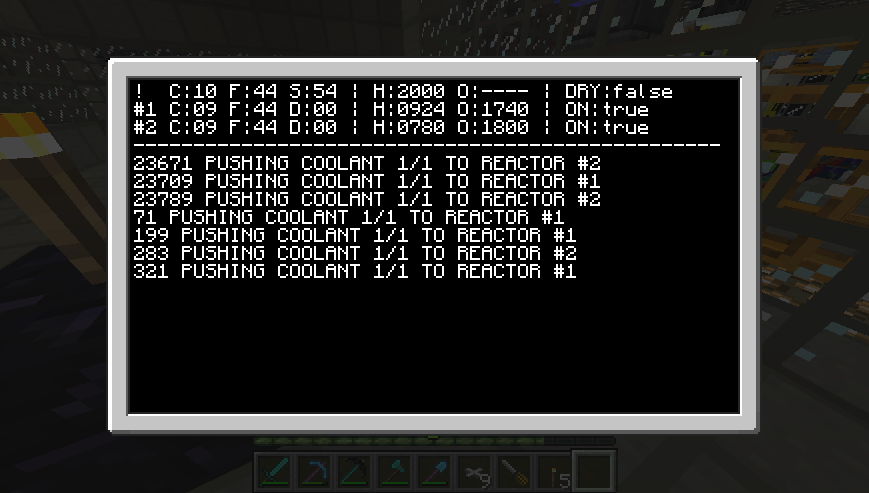 ! C:10 F:44 S:54 | H:2000 O:---- | DRY:false
#1 C:09 F:44 D:00 | H:0924 O:1740 | ON:true
#2 C:09 F:44 D:00 | H:0780 O:1800 | ON:true
-------------------------------------------------
23671 PUSHING COOLANT 1/1 TO REACTOR #2
23709 PUSHING COOLANT 1/1 TO REACTOR #1
23789 PUSHING COOLANT 1/1 TO REACTOR #2
71 PUSHING COOLANT 1/1 TO REACTOR #1
199 PUSHING COOLANT 1/1 TO REACTOR #1
283 PUSHING COOLANT 1/1 TO REACTOR #2
321 PUSHING COOLANT 1/1 TO REACTOR #1
9 5